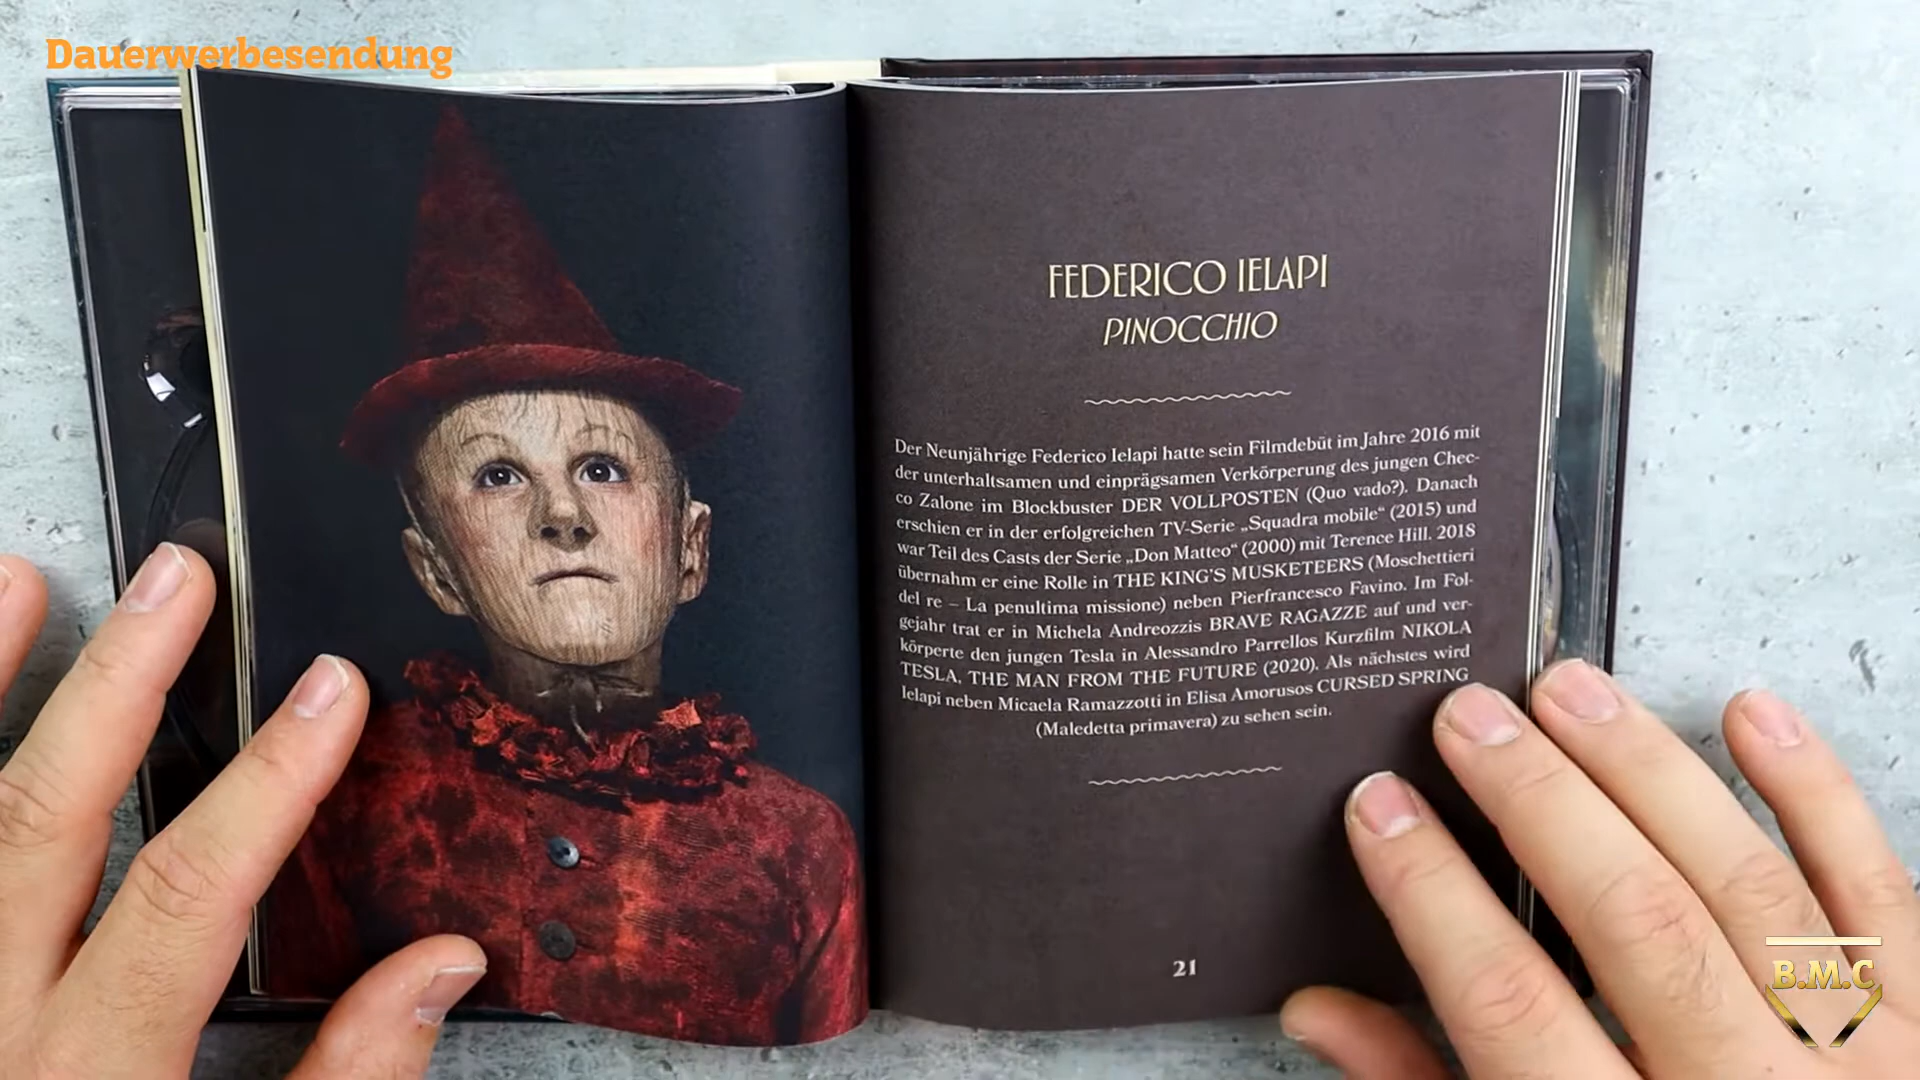 Dauerwerbesendung
FEDERICO IELAPI
PINOCCHIO
Der Neunjährige Federico Ielapi hatte sein Filmdebüt im Jahre 2016 mit
der unterhaltsamen und einprägsamen Verkörperung des jungen Chec-
co Zalone im Blockbuster DER VOLLPOSTEN (Quo vado?). Danach
erschien er in der erfolgreichen TV-Serie „Squadra mobile“ (2015) und
war Teil des Casts der Serie „Don Matteo“ (2000) mit Terence Hill. 2018
übernahm er eine Rolle in THE KING'S MUSKETEERS (Moschettieri
del re – La penultima missione) neben Pierfrancesco Favino. Im Fol-
gejahr trat er in Michela Andreozzis BRAVE RAGAZZE auf und ver-
körperte den jungen Tesla in Alessandro Parrellos Kurzfilm NIKOLA
TESLA, THE MAN FROM THE FUTURE (2020). Als nächstes wird
Ielapi neben Micaela Ramazzotti in Elisa Amorusos CURSED SPRING
(Maledetta primavera) zu sehen sein.
21
B.M.C